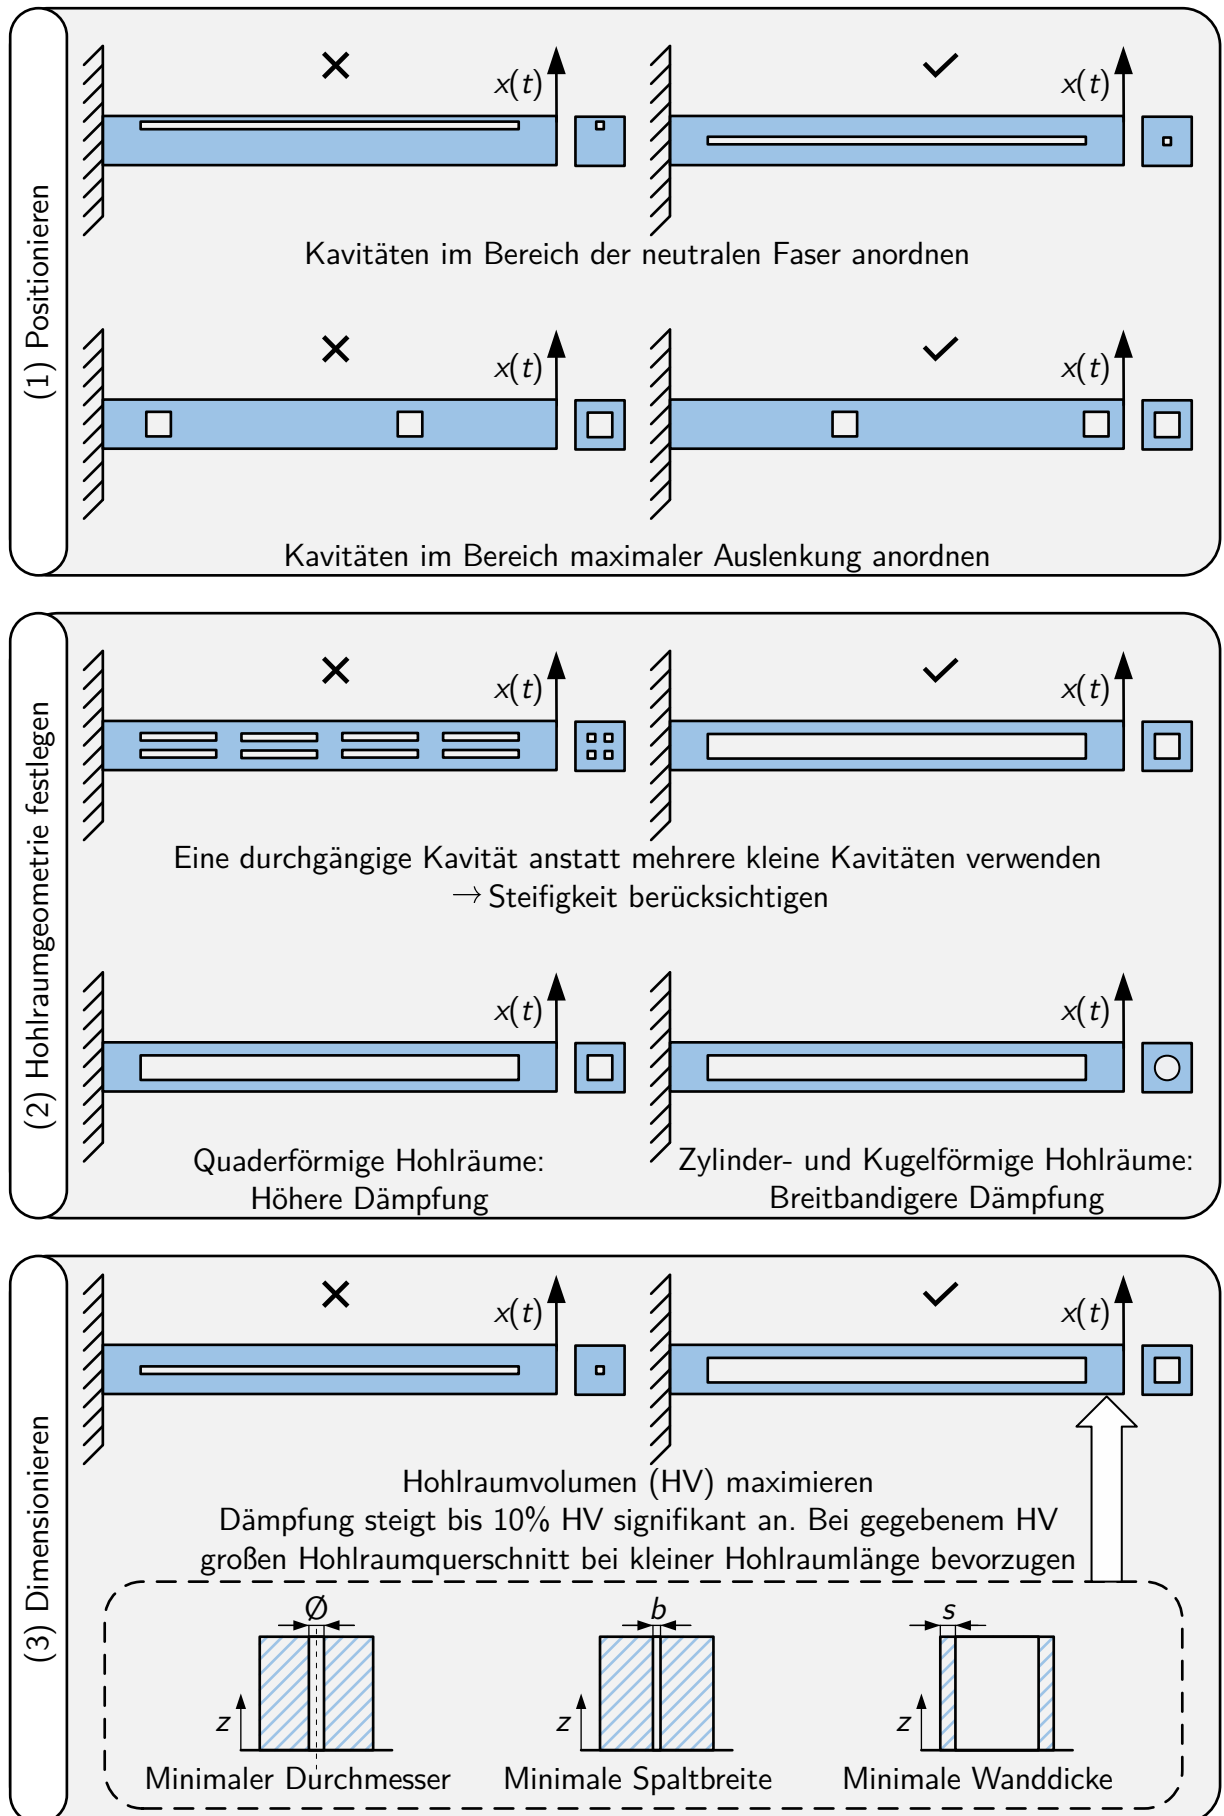 (1) Positionieren
x(t)
x(t)
Kavitäten im Bereich der neutralen Faser anordnen
x(t)
x(t)
Kavitäten im Bereich maximaler Auslenkung anordnen
(2) Hohlraumgeometrie festlegen
x(t)
x(t)
Eine durchgängige Kavität anstatt mehrere kleine Kavitäten verwenden
→ Steifigkeit berücksichtigen
x(t)
x(t)
Quaderförmige Hohlräume:
Höhere Dämpfung
Zylinder- und Kugelförmige Hohlräume:
Breitbandigere Dämpfung
(3) Dimensionieren
x(t)
x(t)
Hohlraumvolumen (HV) maximieren
Dämpfung steigt bis 10% HV signifikant an. Bei gegebenem HV
großen Hohlraumquerschnitt bei kleiner Hohlraumlänge bevorzugen
Ø
z
Minimaler Durchmesser
b
z
Minimale Spaltbreite
s
z
Minimale Wanddicke